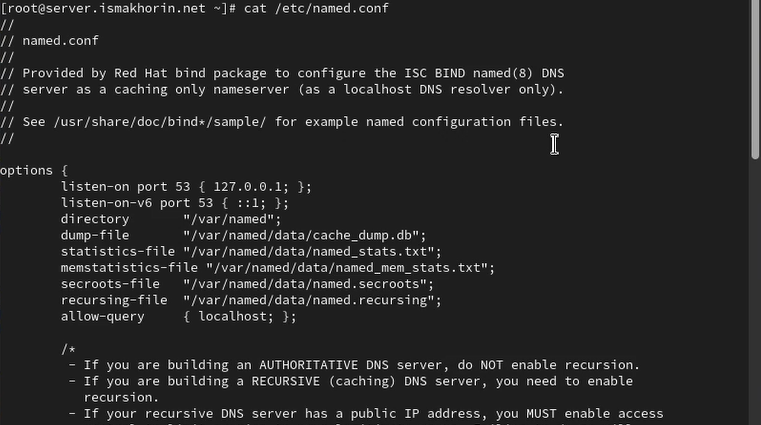 [root@server.ismakhorin.net ~]# cat /etc/named.conf
//
// named.conf
//
// Provided by Red Hat bind package to configure the ISC BIND named(8) DNS
// server as a caching only nameserver (as a localhost DNS resolver only).
//
// See /usr/share/doc/bind*/sample/ for example named configuration files.
//
options {
listen-on port 53 { 127.0.0.1; };
listen-on-v6 port 53 { ::1; };
directory "/var/named";
dump-file "/var/named/data/cache_dump.db";
statistics-file "/var/named/data/named_stats.txt";
memstatistics-file "/var/named/data/named_mem_stats.txt";
secroots-file "/var/named/data/named.secroots";
recursing-file "/var/named/data/named.recursing";
allow-query { localhost; };
/*
- If you are building an AUTHORITATIVE DNS server, do NOT enable recursion.
- If you are building a RECURSIVE (caching) DNS server, you need to enable
recursion.
- If your recursive DNS server has a public IP address, you MUST enable access